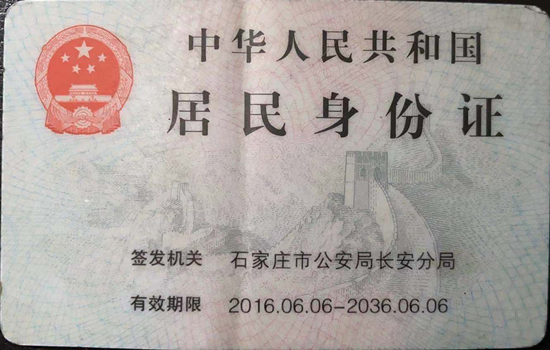 中华人民共和国
居民身份证
签发机关 石家庄市公安局长安分局
有效期限 2016.06.06-2036.06.06